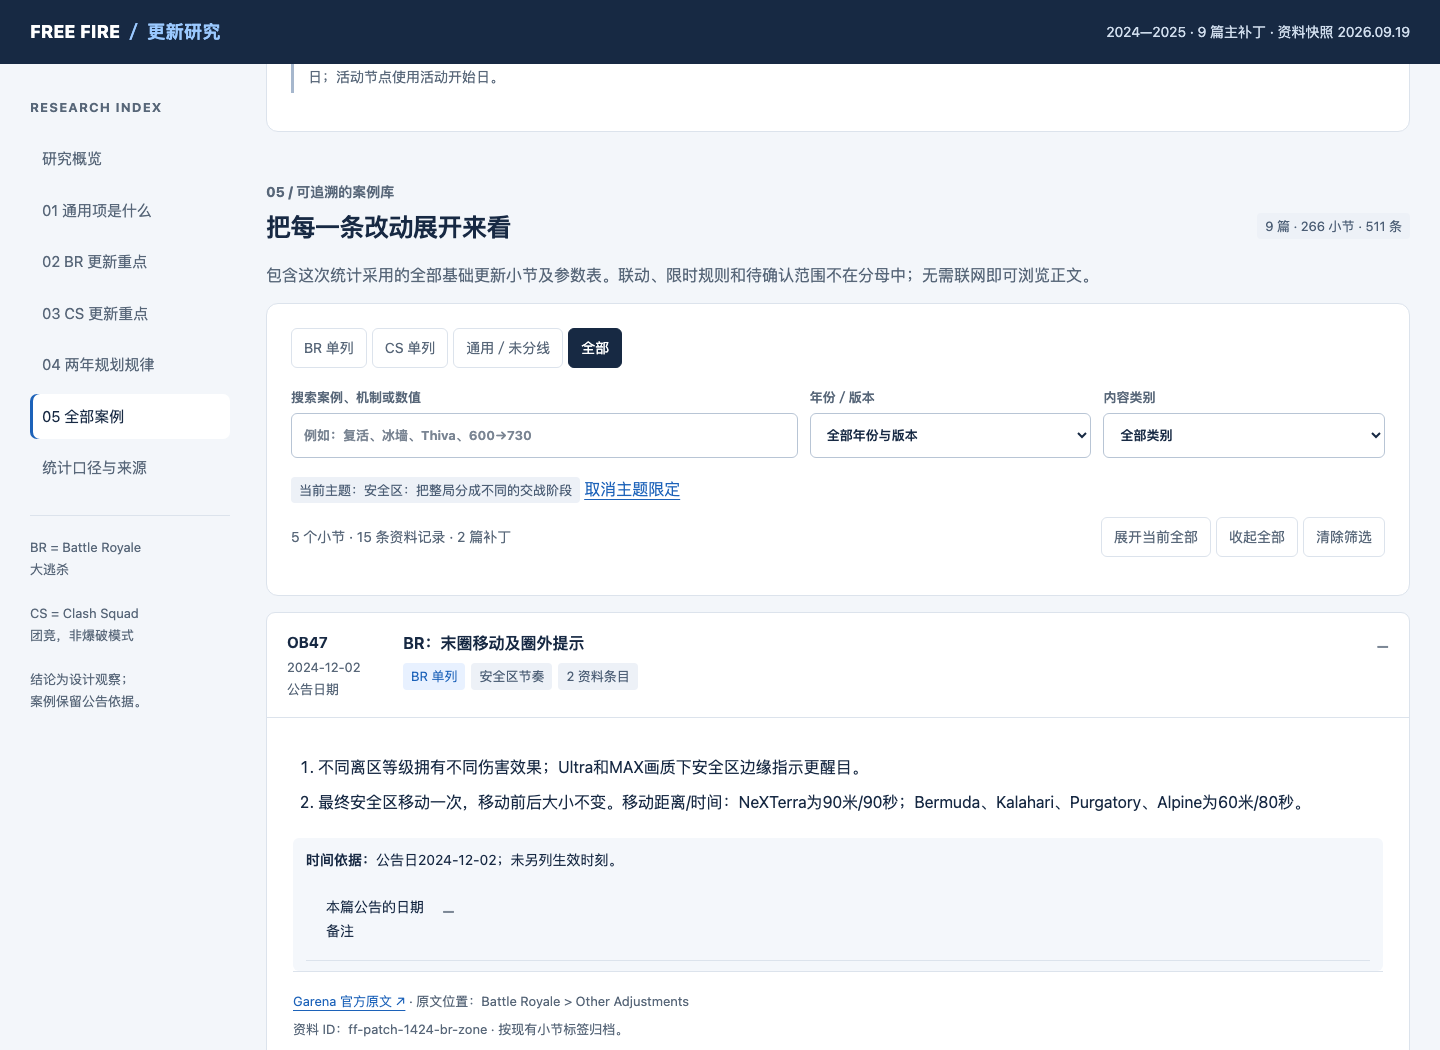 FREE FIRE / 更新研究
2024—2025 · 9 篇主补丁 · 资料快照 2026.09.19
RESEARCH INDEX
研究概览
01 通用项是什么
02 BR 更新重点
03 CS 更新重点
04 两年规划规律
05 全部案例
统计口径与来源
BR = Battle Royale
大逃杀
CS = Clash Squad
团竞，非爆破模式
结论为设计观察；
案例保留公告依据。
日；活动节点使用活动开始日。
05 / 可追溯的案例库
把每一条改动展开来看
9 篇 · 266 小节 · 511 条
包含这次统计采用的全部基础更新小节及参数表。联动、限时规则和待确认范围不在分母中；无需联网即可浏览正文。
BR 单列
CS 单列
通用 / 未分线
全部
搜索案例、机制或数值
年份 / 版本
内容类别
例如：复活、冰墙、Thiva、600→730
全部年份与版本
全部类别
当前主题：安全区：把整局分成不同的交战阶段
取消主题限定
5 个小节 · 15 条资料记录 · 2 篇补丁
展开当前全部
收起全部
清除筛选
OB47
2024-12-02
公告日期
BR：末圈移动及圈外提示
BR 单列
安全区节奏
2 资料条目
1. 不同离区等级拥有不同伤害效果；Ultra和MAX画质下安全区边缘指示更醒目。
2. 最终安全区移动一次，移动前后大小不变。移动距离/时间：NeXTerra为90米/90秒；Bermuda、Kalahari、Purgatory、Alpine为60米/80秒。
时间依据：公告日2024-12-02；未另列生效时刻。
本篇公告的日期
备注
Garena 官方原文 ↗ · 原文位置：Battle Royale > Other Adjustments
资料 ID：ff-patch-1424-br-zone · 按现有小节标签归档。